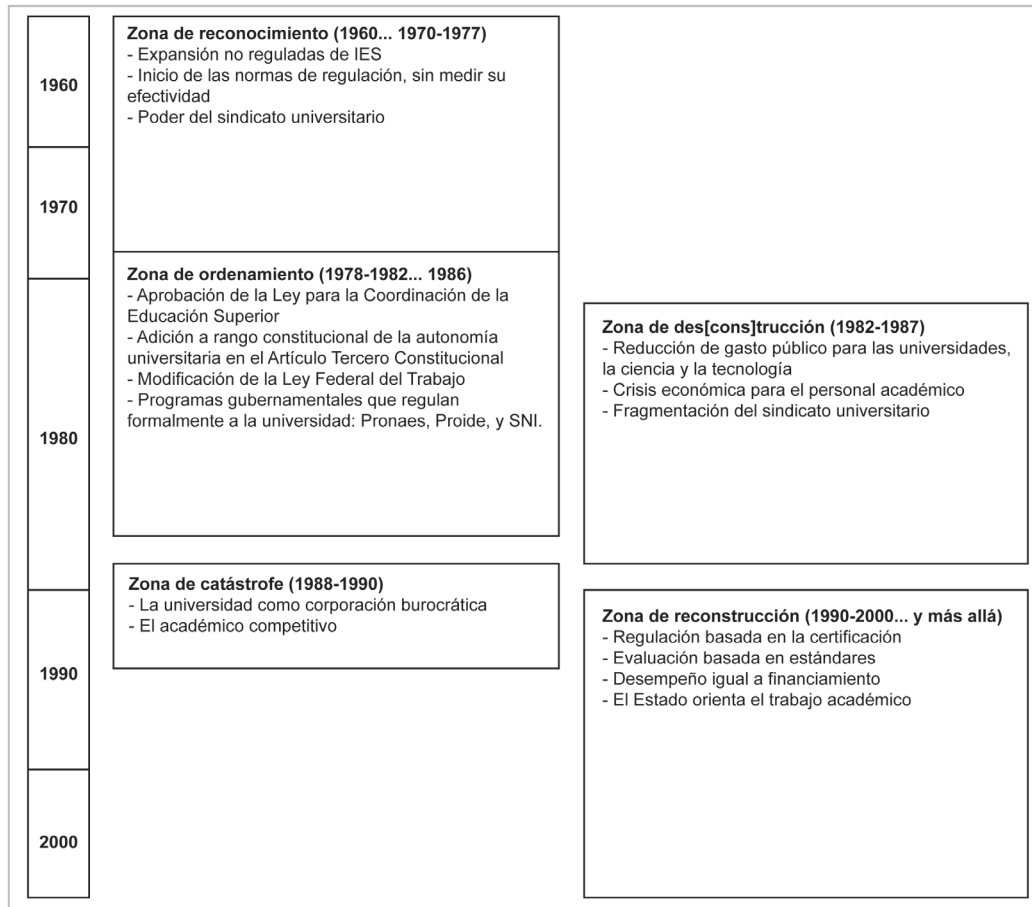 1960
1970
1980
1990
2000
Zona de reconocimiento (1960... 1970-1977)
- Expansión no reguladas de IES
- Inicio de las normas de regulación, sin medir su
efectividad
- Poder del sindicato universitario
Zona de ordenamiento (1978-1982... 1986)
- Aprobación de la Ley para la Coordinación de la
Educación Superior
- Adición a rango constitucional de la autonomía
universitaria en el Artículo Tercero Constitucional
- Modificación de la Ley Federal del Trabajo
- Programas gubernamentales que regulan
formalmente a la universidad: Pronaes, Proide, y SNI.
Zona de des[cons]trucción (1982-1987)
- Reducción de gasto público para las universidades,
la ciencia y la tecnología
- Crisis económica para el personal académico
- Fragmentación del sindicato universitario
Zona de catástrofe (1988-1990)
- La universidad como corporación burocrática
- El académico competitivo
Zona de reconstrucción (1990-2000... y más allá)
- Regulación basada en la certificación
- Evaluación basada en estándares
- Desempeño igual a financiamiento
- El Estado orienta el trabajo académico